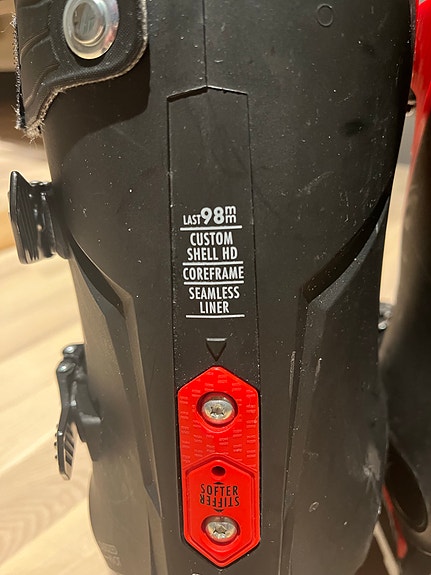 LAST 98mm
CUSTOM
SHELL HD
COREFRAME
SEAMLESS
LINER
SOFTER
STIFFER